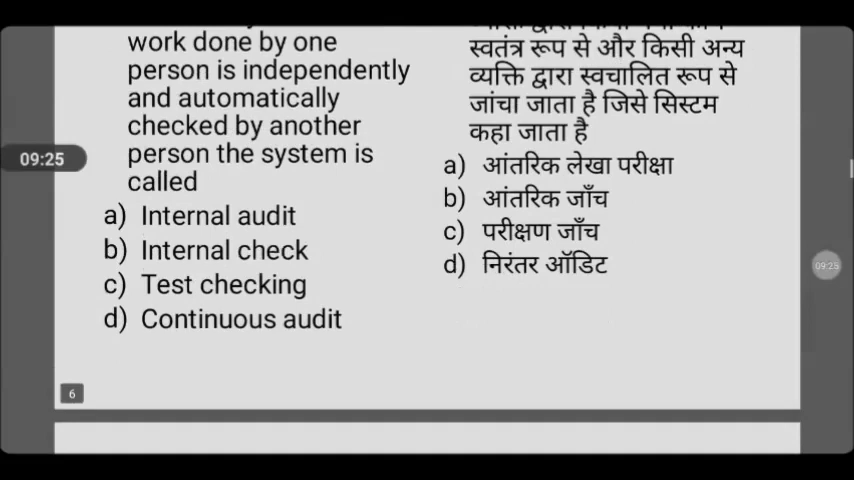 work done by one
person is independently
and automatically
checked by another
person the system is
called
a) Internal audit
b) Internal check
c) Test checking
d) Continuous audit
स्वतंत्र रूप से और किसी अन्य
व्यक्ति द्वारा स्वचालित रूप से
जांचा जाता है जिसे सिस्टम
कहा जाता है
a) आंतरिक लेखा परीक्षा
b) आंतरिक जाँच
c) परीक्षण जाँच
d) निरंतर ऑडिट
09:25
09:25
6